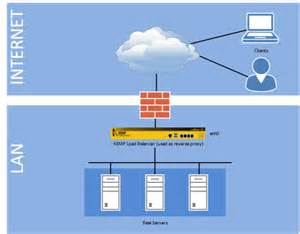 INTERNET
Clients
LAN
eth0
KEMP Load Balancer (used as reverse proxy)
Real Servers